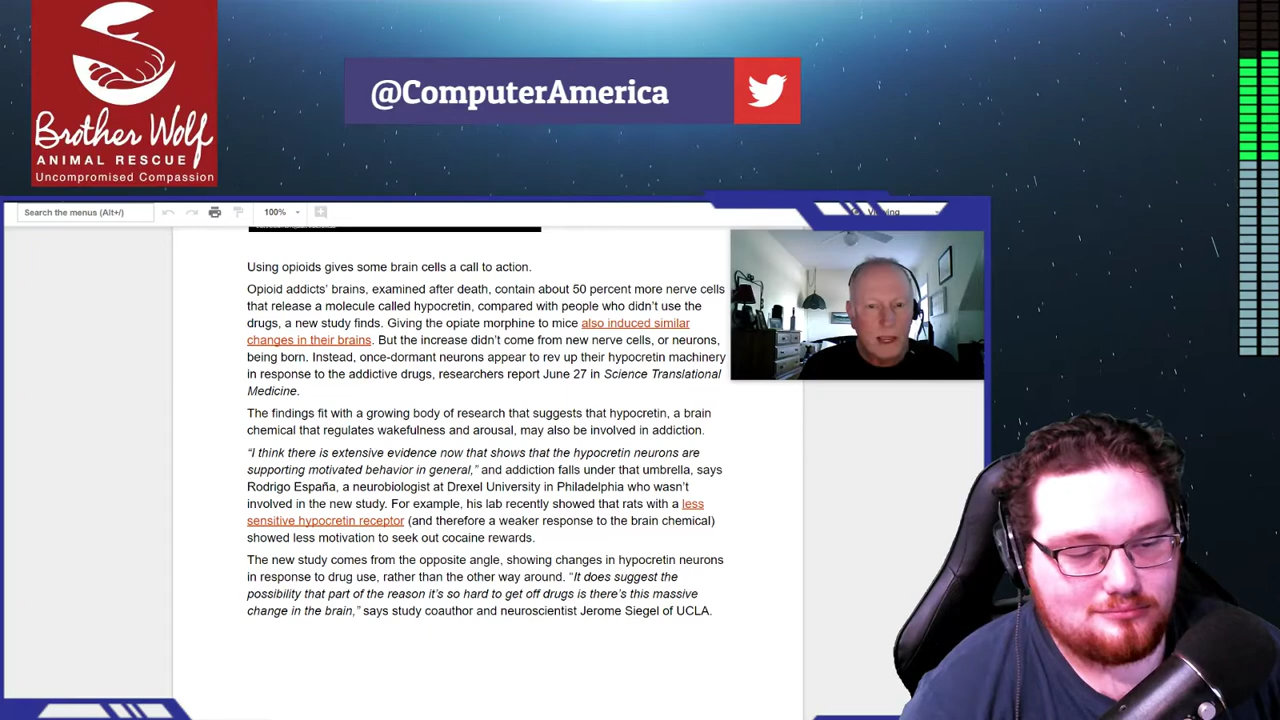 Brother Wolf
ANIMAL RESCUE
Uncompromised Compassion
@ComputerAmerica
Search the menus (Alt+/)
100%
Using opioids gives some brain cells a call to action.
Opioid addicts’ brains, examined after death, contain about 50 percent more nerve cells
that release a molecule called hypocretin, compared with people who didn’t use the
drugs, a new study finds. Giving the opiate morphine to mice also induced similar
changes in their brains. But the increase didn’t come from new nerve cells, or neurons,
being born. Instead, once-dormant neurons appear to rev up their hypocretin machinery
in response to the addictive drugs, researchers report June 27 in Science Translational
Medicine.
The findings fit with a growing body of research that suggests that hypocretin, a brain
chemical that regulates wakefulness and arousal, may also be involved in addiction.
“I think there is extensive evidence now that shows that the hypocretin neurons are
supporting motivated behavior in general,” and addiction falls under that umbrella, says
Rodrigo España, a neurobiologist at Drexel University in Philadelphia who wasn’t
involved in the new study. For example, his lab recently showed that rats with a less
sensitive hypocretin receptor (and therefore a weaker response to the brain chemical)
showed less motivation to seek out cocaine rewards.
The new study comes from the opposite angle, showing changes in hypocretin neurons
in response to drug use, rather than the other way around. “It does suggest the
possibility that part of the reason it’s so hard to get off drugs is there’s this massive
change in the brain,” says study coauthor and neuroscientist Jerome Siegel of UCLA.